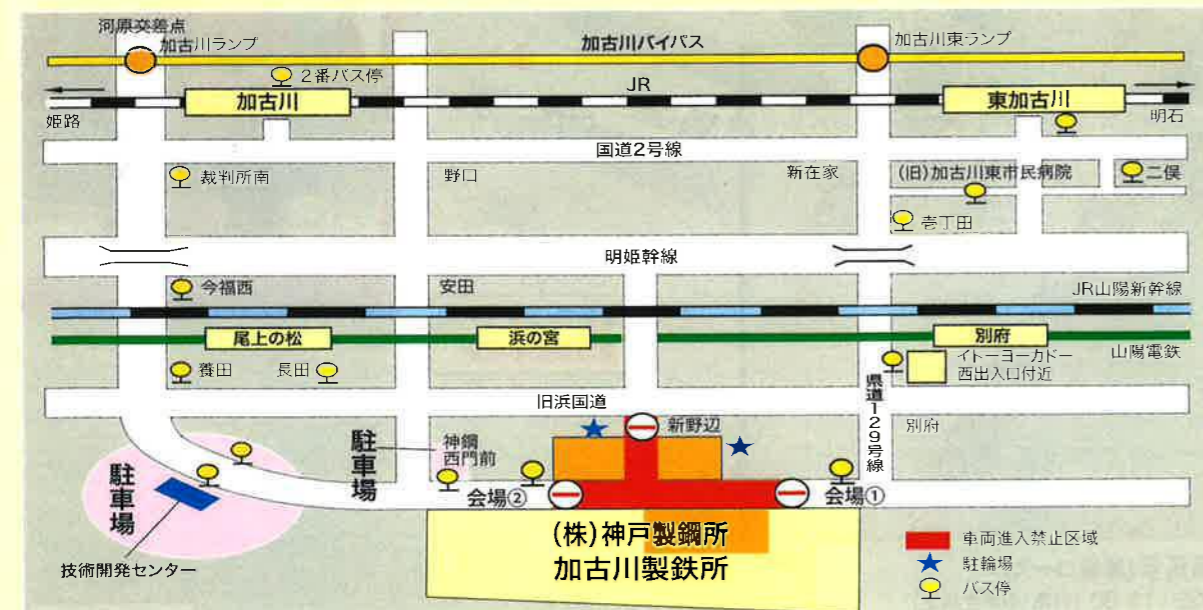 河原交差点
加古川ランプ
加古川バイパス
加古川東ランプ
2番バス停
JR
加古川
東加古川
姫路
明石
国道2号線
裁判所南
野口
新在家
(旧)加古川東市民病院
二俣
壱丁田
明姫幹線
今福西
安田
JR山陽新幹線
尾上の松
浜の宮
別府
山陽電鉄
養田
長田
イトーヨーカドー
西出入口付近
旧浜国道
県道129号線
別府
新野辺
駐車場
神鋼
西門前
駐車場
会場②
会場①
(株)神戸製鋼所
加古川製鉄所
技術開発センター
車両進入禁止区域
駐輪場
バス停